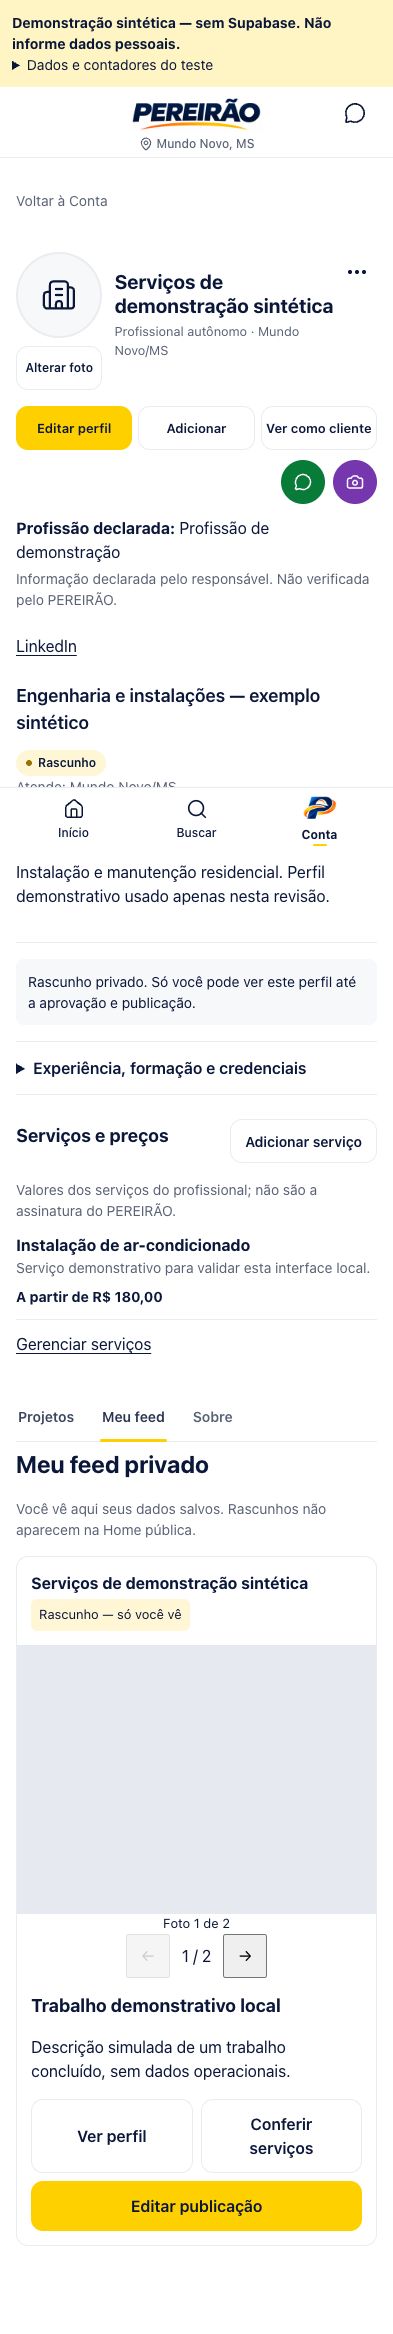 Demonstração sintética — sem Supabase. Não
informe dados pessoais.
Dados e contadores do teste
PEREIRÃO
Mundo Novo, MS
Voltar à Conta
Serviços de
demonstração sintética
Profissional autônomo · Mundo
Novo/MS
Alterar foto
Editar perfil
Adicionar
Ver como cliente
Profissão declarada: Profissão de
demonstração
Informação declarada pelo responsável. Não verificada
pelo PEREIRÃO.
LinkedIn
Engenharia e instalações — exemplo
sintético
Rascunho
Atende: Mundo Novo/MS
Início
Buscar
Conta
Instalação e manutenção residencial. Perfil
demonstrativo usado apenas nesta revisão.
Rascunho privado. Só você pode ver este perfil até
a aprovação e publicação.
Experiência, formação e credenciais
Serviços e preços
Adicionar serviço
Valores dos serviços do profissional; não são a
assinatura do PEREIRÃO.
Instalação de ar-condicionado
Serviço demonstrativo para validar esta interface local.
A partir de R$ 180,00
Gerenciar serviços
Projetos
Meu feed
Sobre
Meu feed privado
Você vê aqui seus dados salvos. Rascunhos não
aparecem na Home pública.
Serviços de demonstração sintética
Rascunho — só você vê
Foto 1 de 2
← 1 / 2 →
Trabalho demonstrativo local
Descrição simulada de um trabalho
concluído, sem dados operacionais.
Ver perfil
Conferir
serviços
Editar publicação